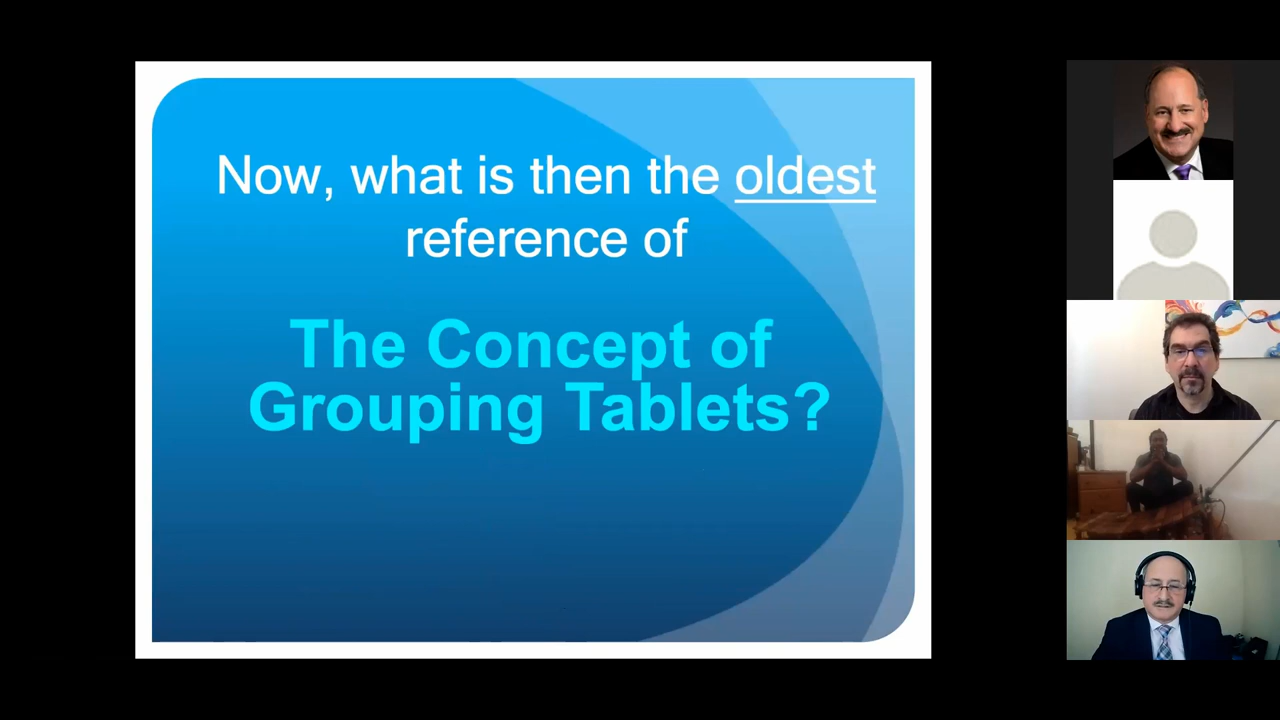 Now, what is then the oldest
reference of
The Concept of
Grouping Tablets?